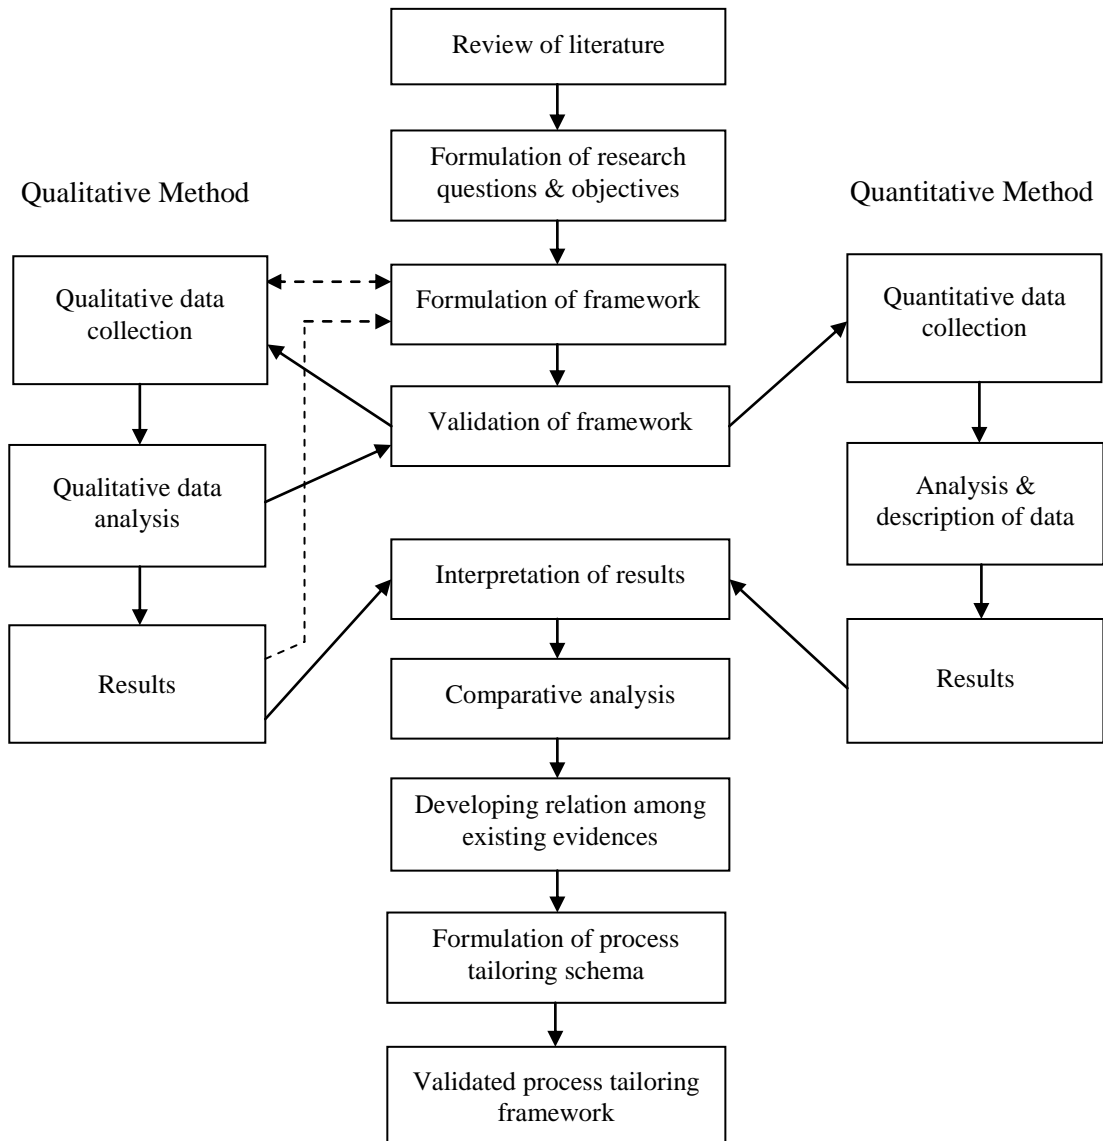 Review of literature
Formulation of research
questions & objectives
Qualitative Method
Quantitative Method
Qualitative data
collection
Formulation of framework
Quantitative data
collection
Validation of framework
Qualitative data
analysis
Analysis &
description of data
Interpretation of results
Results
Comparative analysis
Results
Developing relation among
existing evidences
Formulation of process
tailoring schema
Validated process tailoring
framework